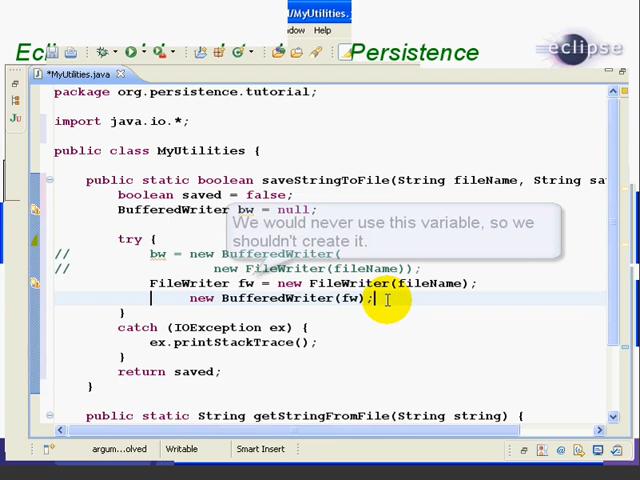 l/MyUtilities.
ndow Help
Ecl
Persistence
eclipse
*MyUtilities.java
package org.persistence.tutorial;
import java.io.*;
public class MyUtilities {
public static boolean saveStringToFile(String fileName, String sa
boolean saved = false;
BufferedWriter bw = null;
We would never use this variable, so we
shouldn't create it.
try {
// bw = new BufferedWriter(
// new FileWriter(fileName));
FileWriter fw = new FileWriter(fileName);
new BufferedWriter(fw);
}
catch (IOException ex) {
ex.printStackTrace();
}
return saved;
}
public static String getStringFromFile(String string) {
argum...olved
Writable
Smart Insert